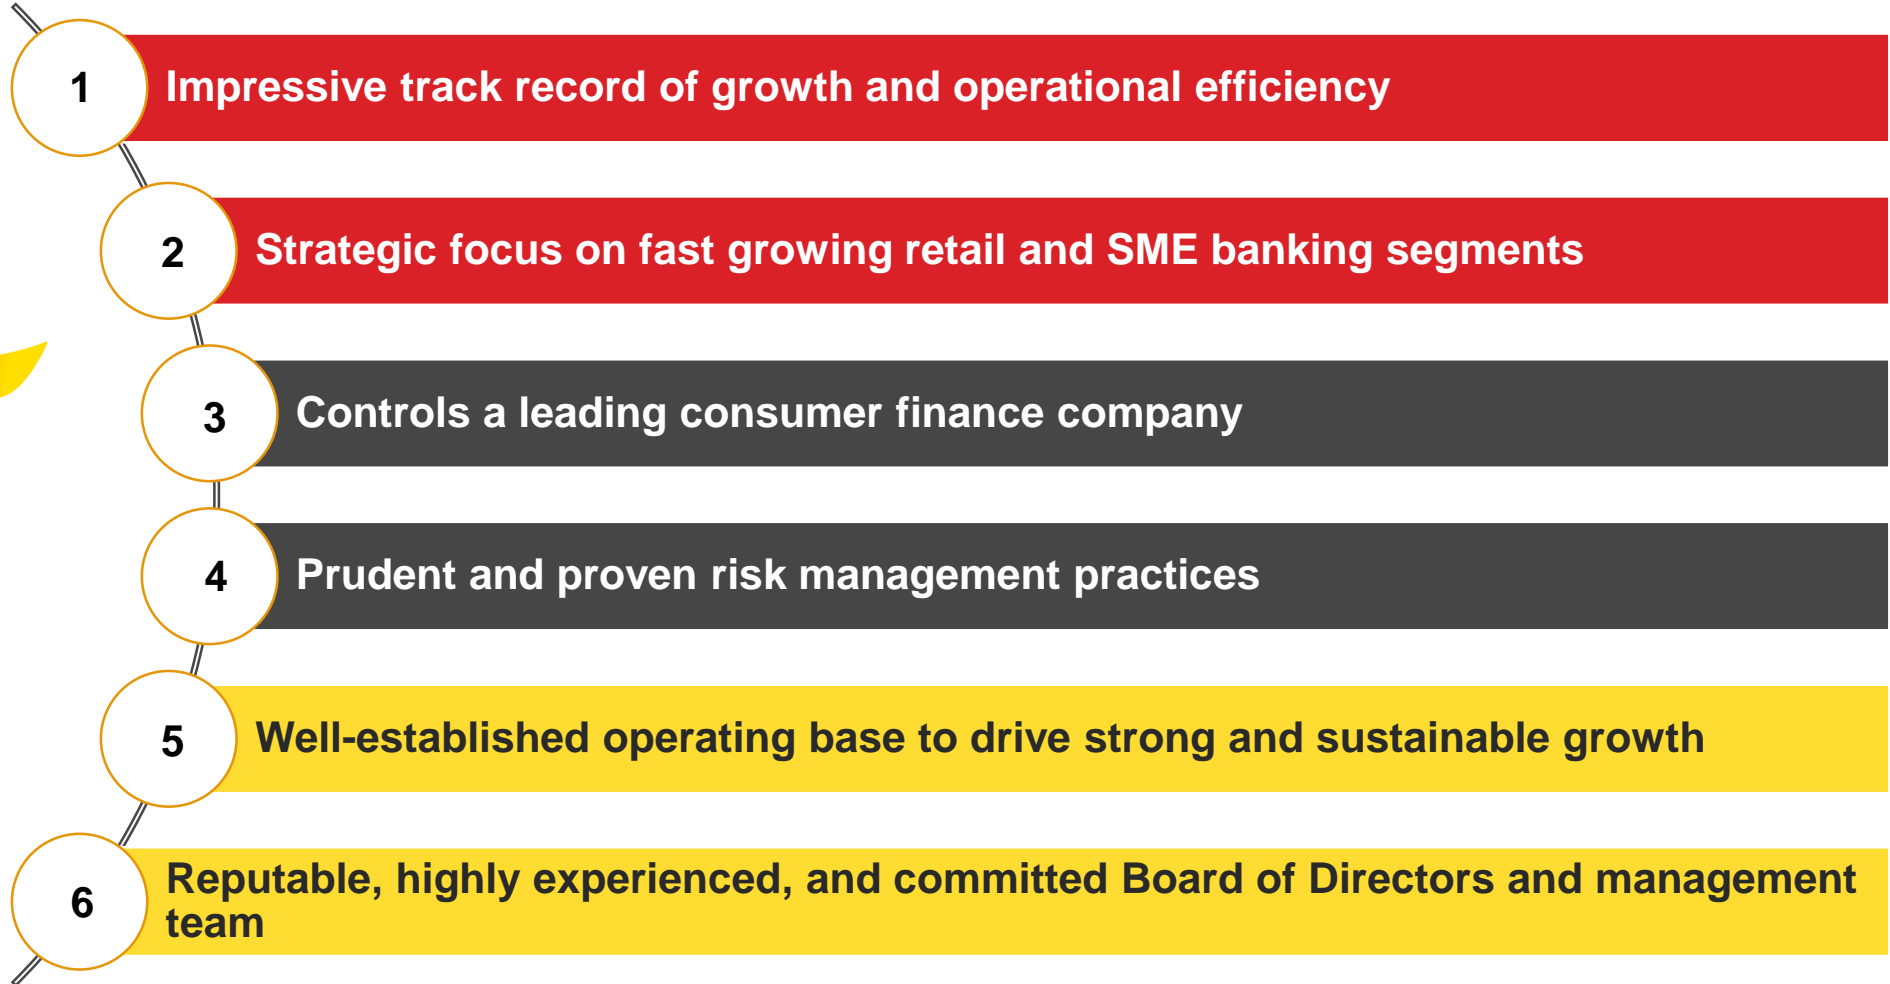 1
Impressive track record of growth and operational efficiency
2
Strategic focus on fast growing retail and SME banking segments
3
Controls a leading consumer finance company
4
Prudent and proven risk management practices
5
Well-established operating base to drive strong and sustainable growth
6
Reputable, highly experienced, and committed Board of Directors and management
team